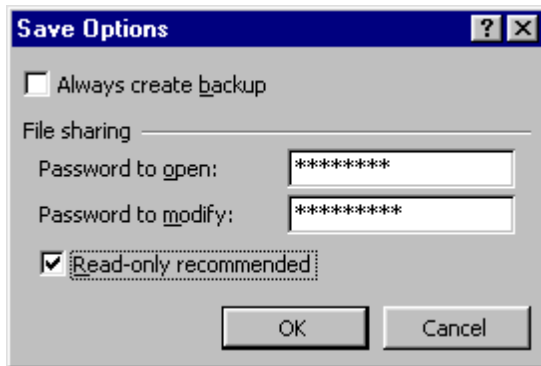 Save Options
Always create backup
File sharing
Password to open: ********
Password to modify: *********
Read-only recommended
OK Cancel